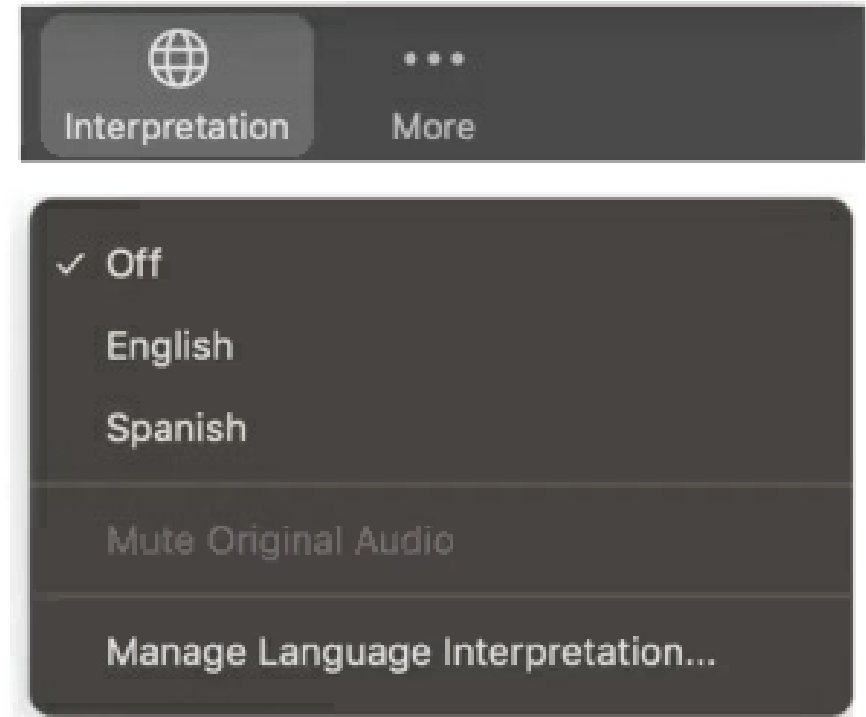 Interpretation More
Off
English
Spanish
Mute Original Audio
Manage Language Interpretation...